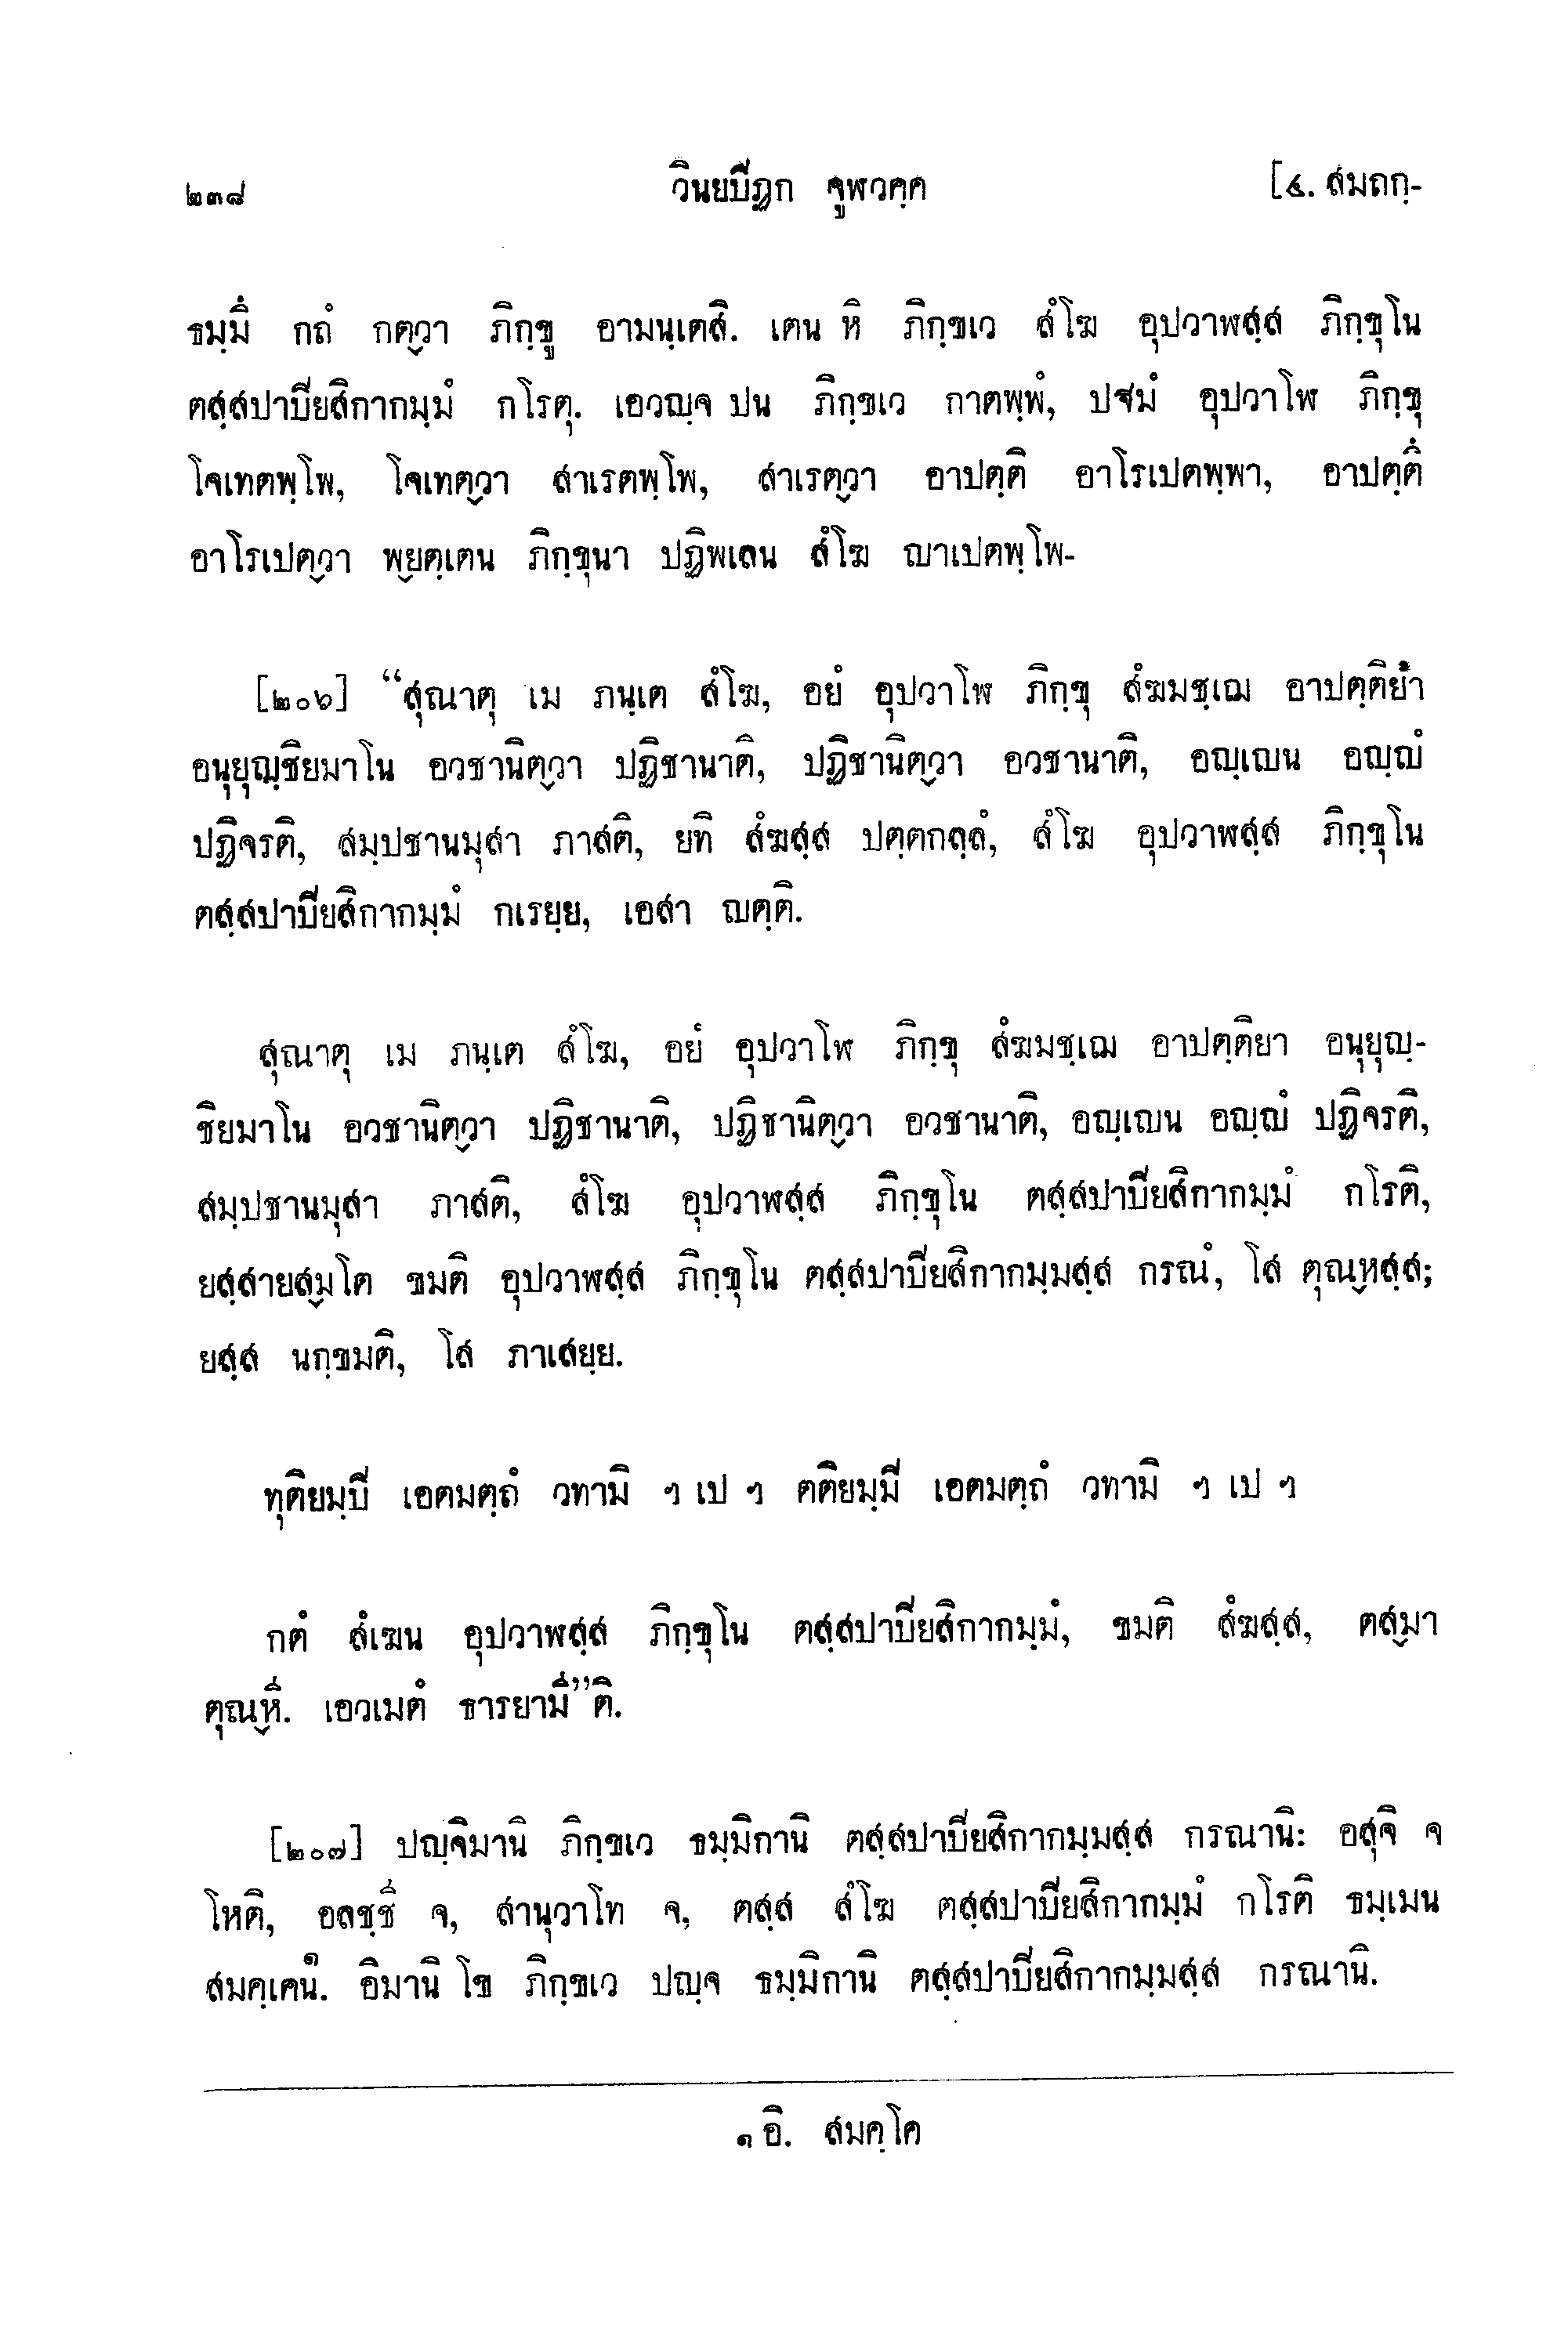 ๒๓๘ วินยปิฏก จูฬวคฺค [๔. สมถกฺ-
ธมฺมึ กถํ กตฺวา ภิกฺขู อามนฺเตสิ. เตน หิ ภิกฺขเว สํโฆ อุปวาฬสฺส ภิกฺขุโน
ตสฺสปาปิยสิกากมฺมํ กโรตุ. เอวญฺจ ปน ภิกฺขเว กาตพฺพํ, ปฐมํ อุปวาโฬ ภิกฺขุ
โจเทตพฺโพ, โจเทตฺวา สาเรตพฺโพ, สาเรตฺวา อาปตฺติ อาโรเปตพฺพา, อาปตฺตึ
อาโรเปตฺวา พฺยตฺเตน ภิกฺขุนา ปฏิพเลน สํโฆ ญาเปตพฺโพ-
[๒๐๖] “สุณาตุ เม ภนฺเต สํโฆ, อยํ อุปวาโฬ ภิกฺขุ สํฆมชฺเฌ อาปตฺติยา
อนุยุญฺชิยมาโน อวชานิตฺวา ปฏิชานาติ, ปฏิชานิตฺวา อวชานาติ, อญฺเญน อญฺญํ
ปฏิจรติ, สมฺปชานมุสา ภาสติ, ยทิ สํฆสฺส ปตฺตกลฺลํ, สํโฆ อุปวาฬสฺส ภิกฺขุโน
ตสฺสปาปิยสิกากมฺมํ กเรยฺย, เอสา ญตฺติ.
สุณาตุ เม ภนฺเต สํโฆ, อยํ อุปวาโฬ ภิกฺขุ สํฆมชฺเฌ อาปตฺติยา อนุยุญฺ-
ชิยมาโน อวชานิตฺวา ปฏิชานาติ, ปฏิชานิตฺวา อวชานาติ, อญฺเญน อญฺญํ ปฏิจรติ,
สมฺปชานมุสา ภาสติ, สํโฆ อุปวาฬสฺส ภิกฺขุโน ตสฺสปาปิยสิกากมฺมํ กโรติ,
ยสฺสายสฺมโต ขมติ อุปวาฬสฺส ภิกฺขุโน ตสฺสปาปิยสิกากมฺมสฺส กรณํ, โส ตุณฺหสฺส;
ยสฺส นกฺขมติ, โส ภาเสยฺย.
ทุติยมฺปิ เอตมตฺถํ วทามิ ฯ เป ฯ ตติยมฺปิ เอตมตฺถํ วทามิ ฯ เป ฯ
กตํ สํเฆน อุปวาฬสฺส ภิกฺขุโน ตสฺสปาปิยสิกากมฺมํ, ขมติ สํฆสฺส, ตสฺมา
ตุณฺหี. เอวเมตํ ธารยามี”ติ.
[๒๐๗] ปญฺจิมานิ ภิกฺขเว ธมฺมิกานิ ตสฺสปาปิยสิกากมฺมสฺส กรณานิ: อสุจิ จ
โหติ, อลชฺชี จ, สานุวาโท จ, ตสฺส สํโฆ ตสฺสปาปิยสิกากมฺมํ กโรติ ธมฺเมน
สมคฺเคน๑. อิมานิ โข ภิกฺขเว ปญฺจ ธมฺมิกานิ ตสฺสปาปิยสิกากมฺมสฺส กรณานิ.
๑ อิ. สมคฺโค